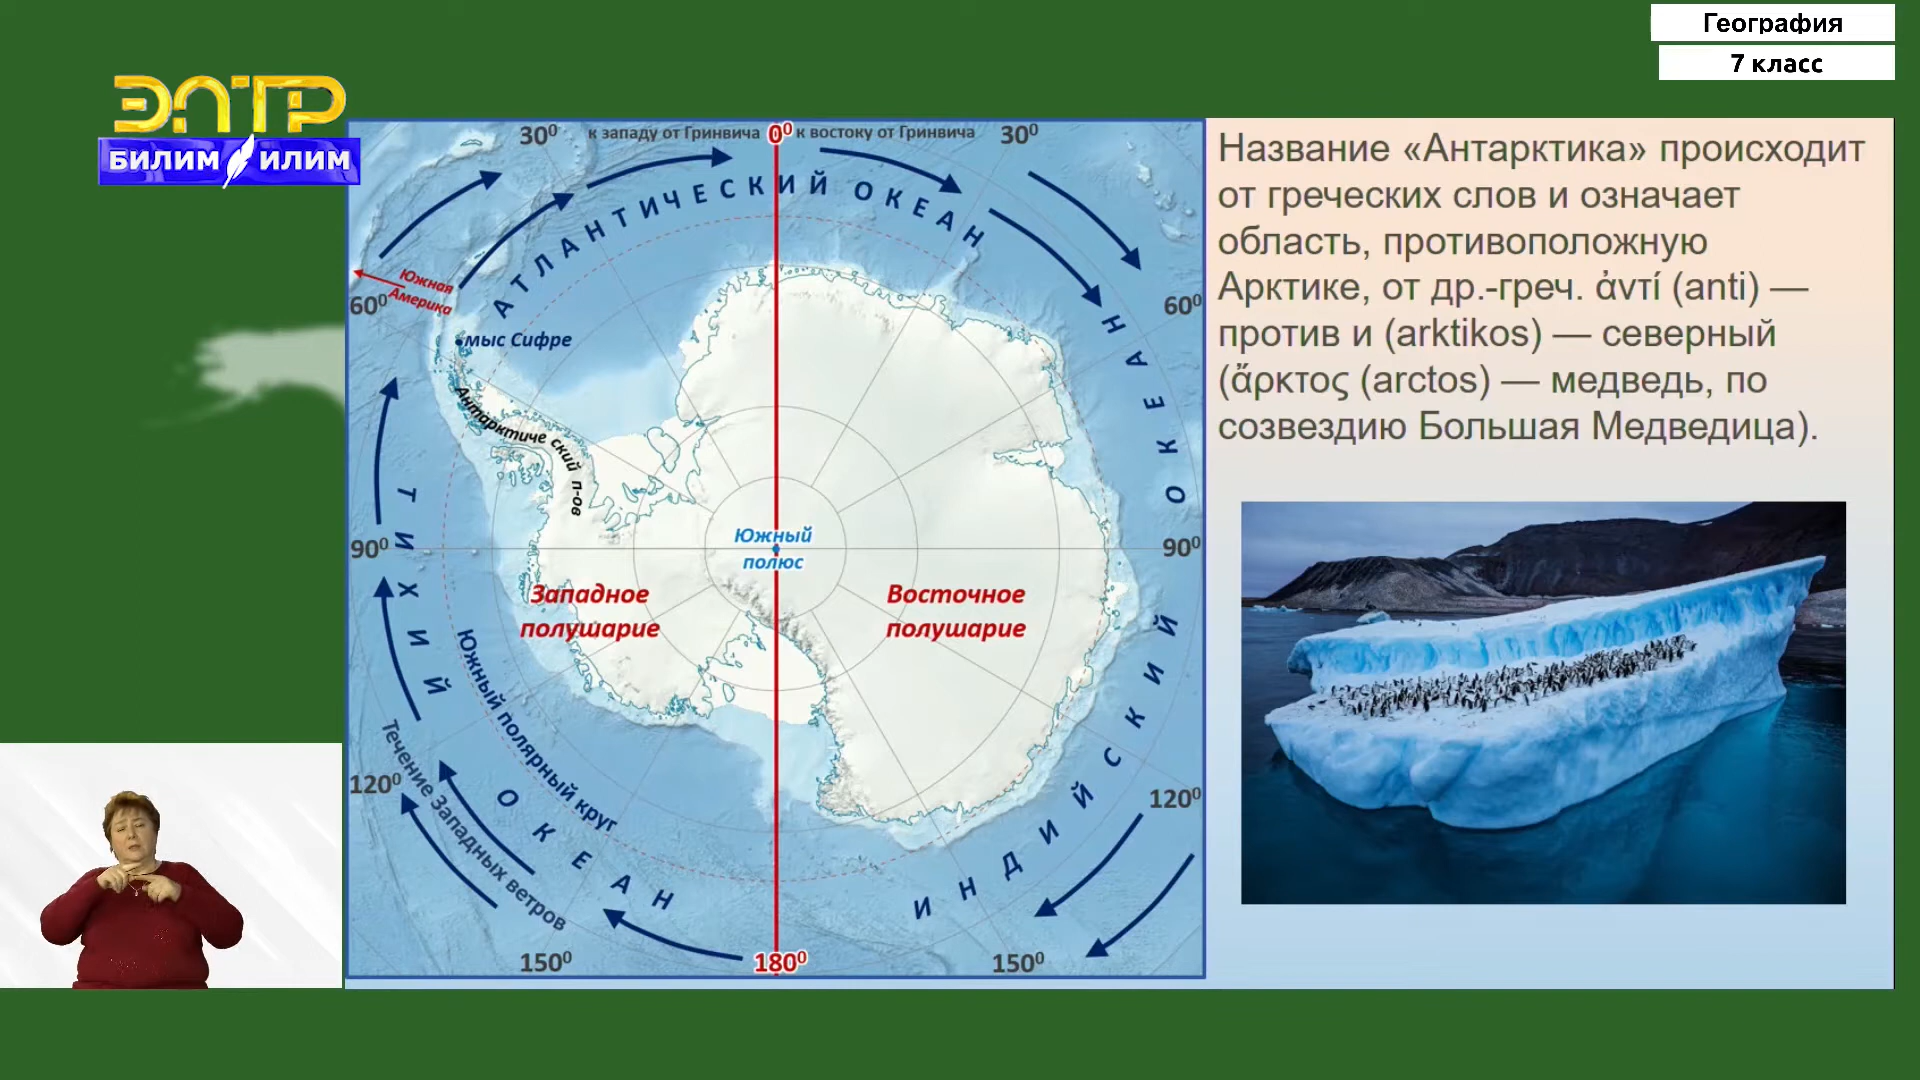 География
7 класс
ЭЛТР
БИЛИМ ИЛИМ
30⁰
к западу от Гринвича
0⁰
к востоку от Гринвича
30⁰
АТЛАНТИЧЕСКИЙ ОКЕАН
Южная
Америка
60⁰
60⁰
мыс Сифре
Антарктиче ский п-ов
90⁰
90⁰
Южный
полюс
Западное
полушарие
Восточное
полушарие
ТИХИЙ
ОКЕАН
Южный полярный круг
Течение Западных ветров
ИНДИЙСКИЙ ОКЕАН
120⁰
120⁰
150⁰
180⁰
150⁰
Название «Антарктика» происходит
от греческих слов и означает
область, противоположную
Арктике, от др.-греч. ἀντί (anti) —
против и (arktikos) — северный
(ἄρκτος (arctos) — медведь, по
созвездию Большая Медведица).